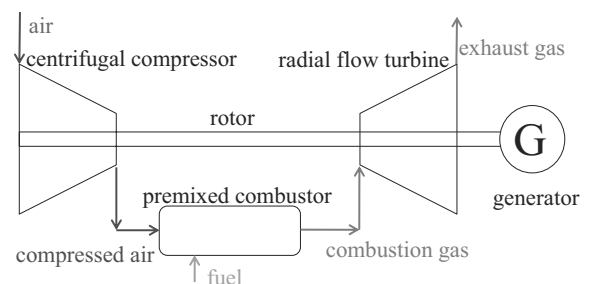 air
centrifugal compressor
radial flow turbine
exhaust gas
rotor
G
generator
premixed combustor
compressed air
combustion gas
fuel